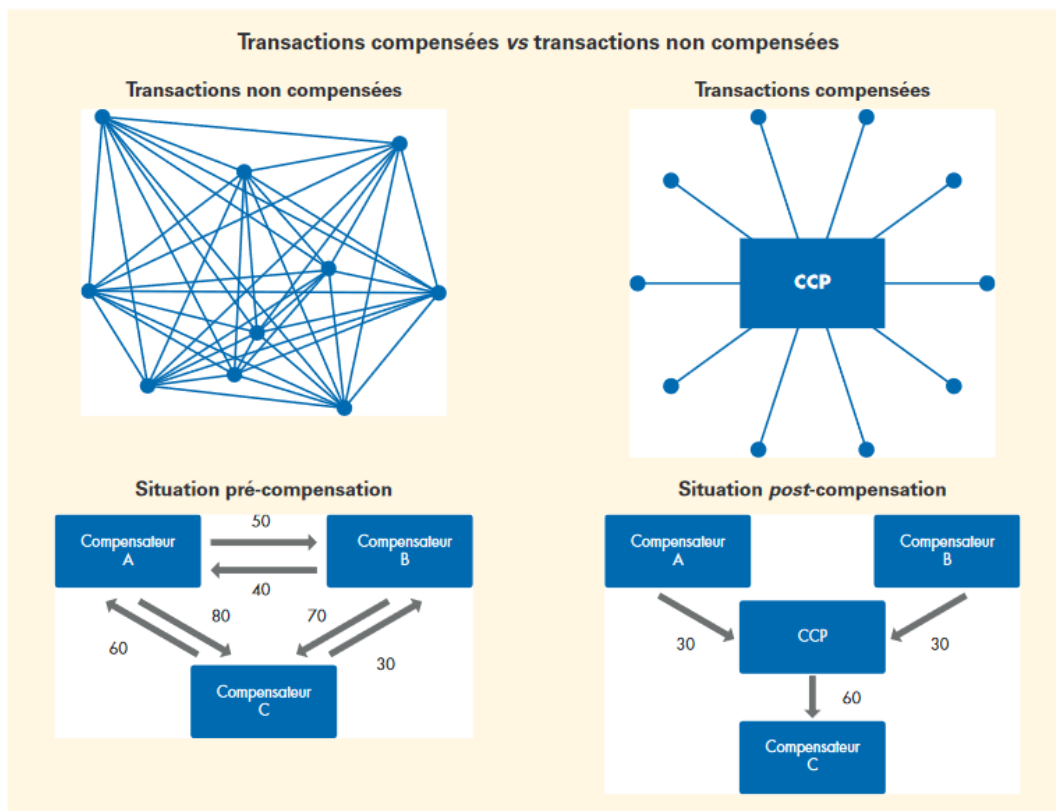 Transactions compensées vs transactions non compensées
Transactions non compensées
Transactions compensées
CCP
Situation pré-compensation
Compensateur
A
50
40
Compensateur
B
60
80
70
30
Compensateur
C
Situation post-compensation
Compensateur
A
Compensateur
B
30
CCP
30
60
Compensateur
C